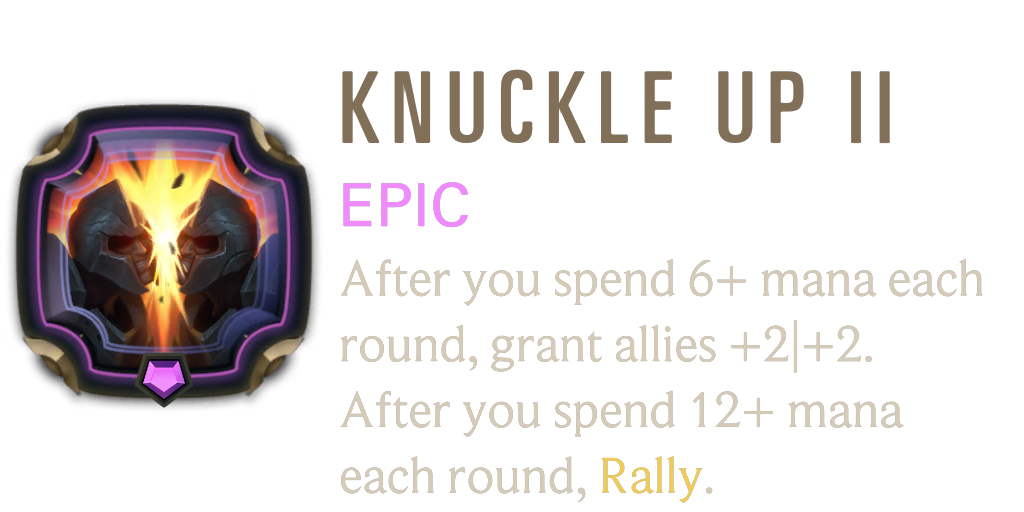 KNUCKLE UP II
EPIC
After you spend 6+ mana each
round, grant allies +2|+2.
After you spend 12+ mana
each round, Rally.